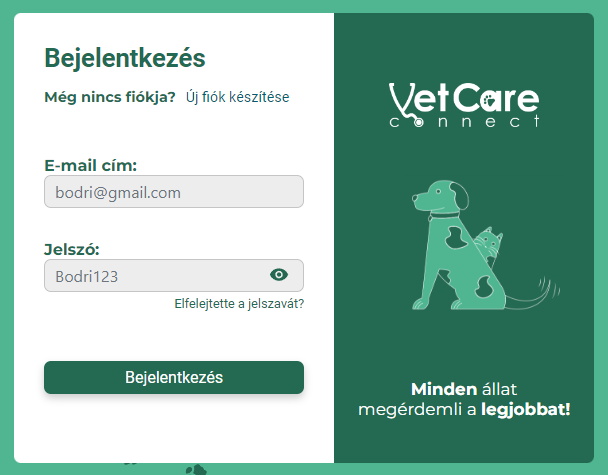 Bejelentkezés
Még nincs fiókja? Új fiók készítése
E-mail cím:
bodri@gmail.com
Jelszó:
Bodri123
Elfelejtette a jelszavát?
Bejelentkezés
VetCare
connect
Minden állat
megérdemli a legjobbat!